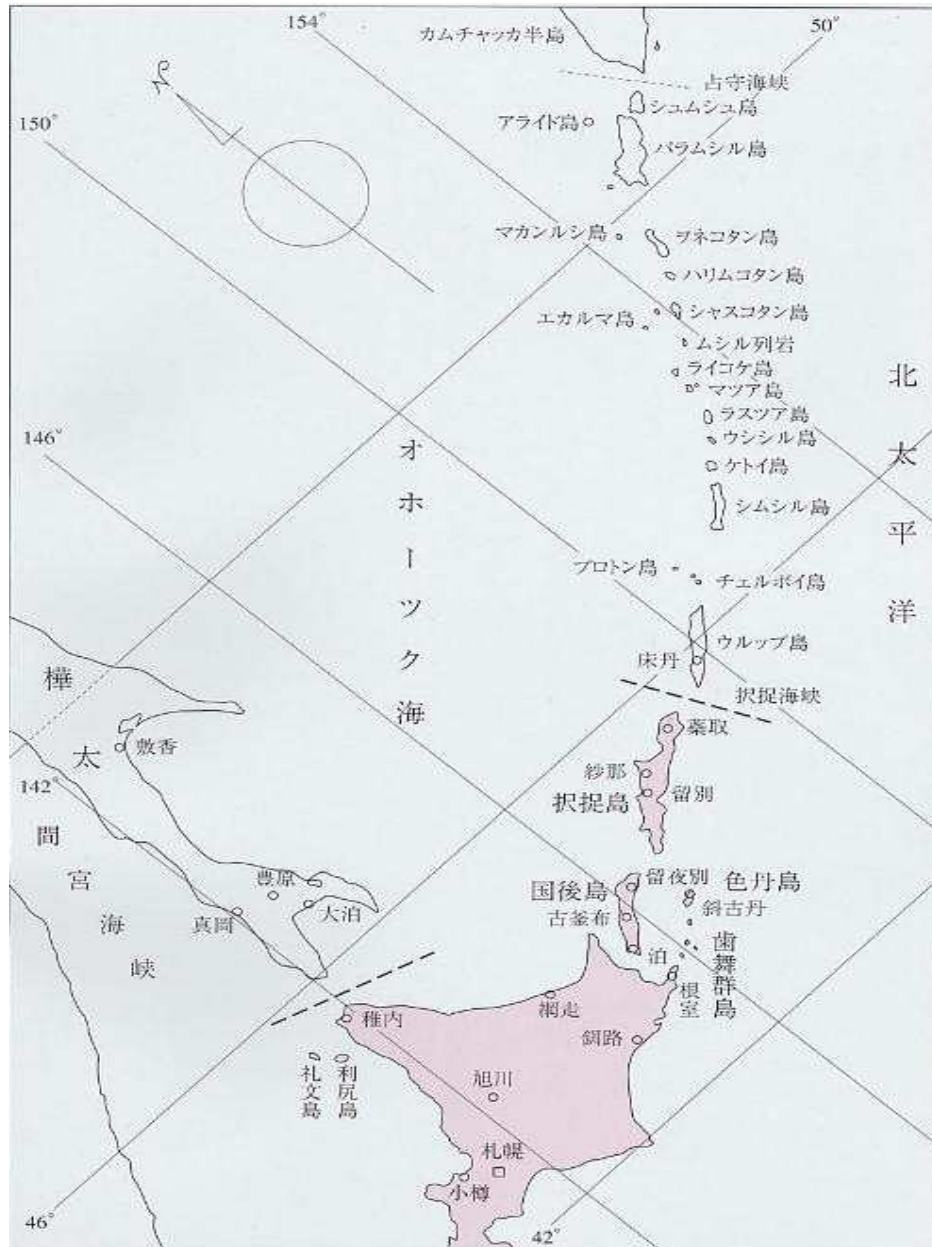 154°
50°
カムチャッカ半島
占守海峡
シュムシュ島
アライド島
パラムシル島
150°
マカンルシ島
ヲネコタン島
ハリムコタン島
エカルマ島
シャスコタン島
ムシル列岩
ライコケ島
マツア島
ラスツア島
ウシシル島
ケトイ島
シムシル島
北太平洋
146°
オホーツク海
ブロトン島
チェルポイ島
ウルップ島
床丹
択捉海峡
樺太
敷香
蘂取
紗那
留別
択捉島
142°
間宮海峡
豊原
大泊
真岡
留夜別
国後島
古釜布
泊
色丹島
斜古丹
歯舞群島
根室
稚内
網走
釧路
礼文島
利尻島
旭川
札幌
小樽
46°
42°